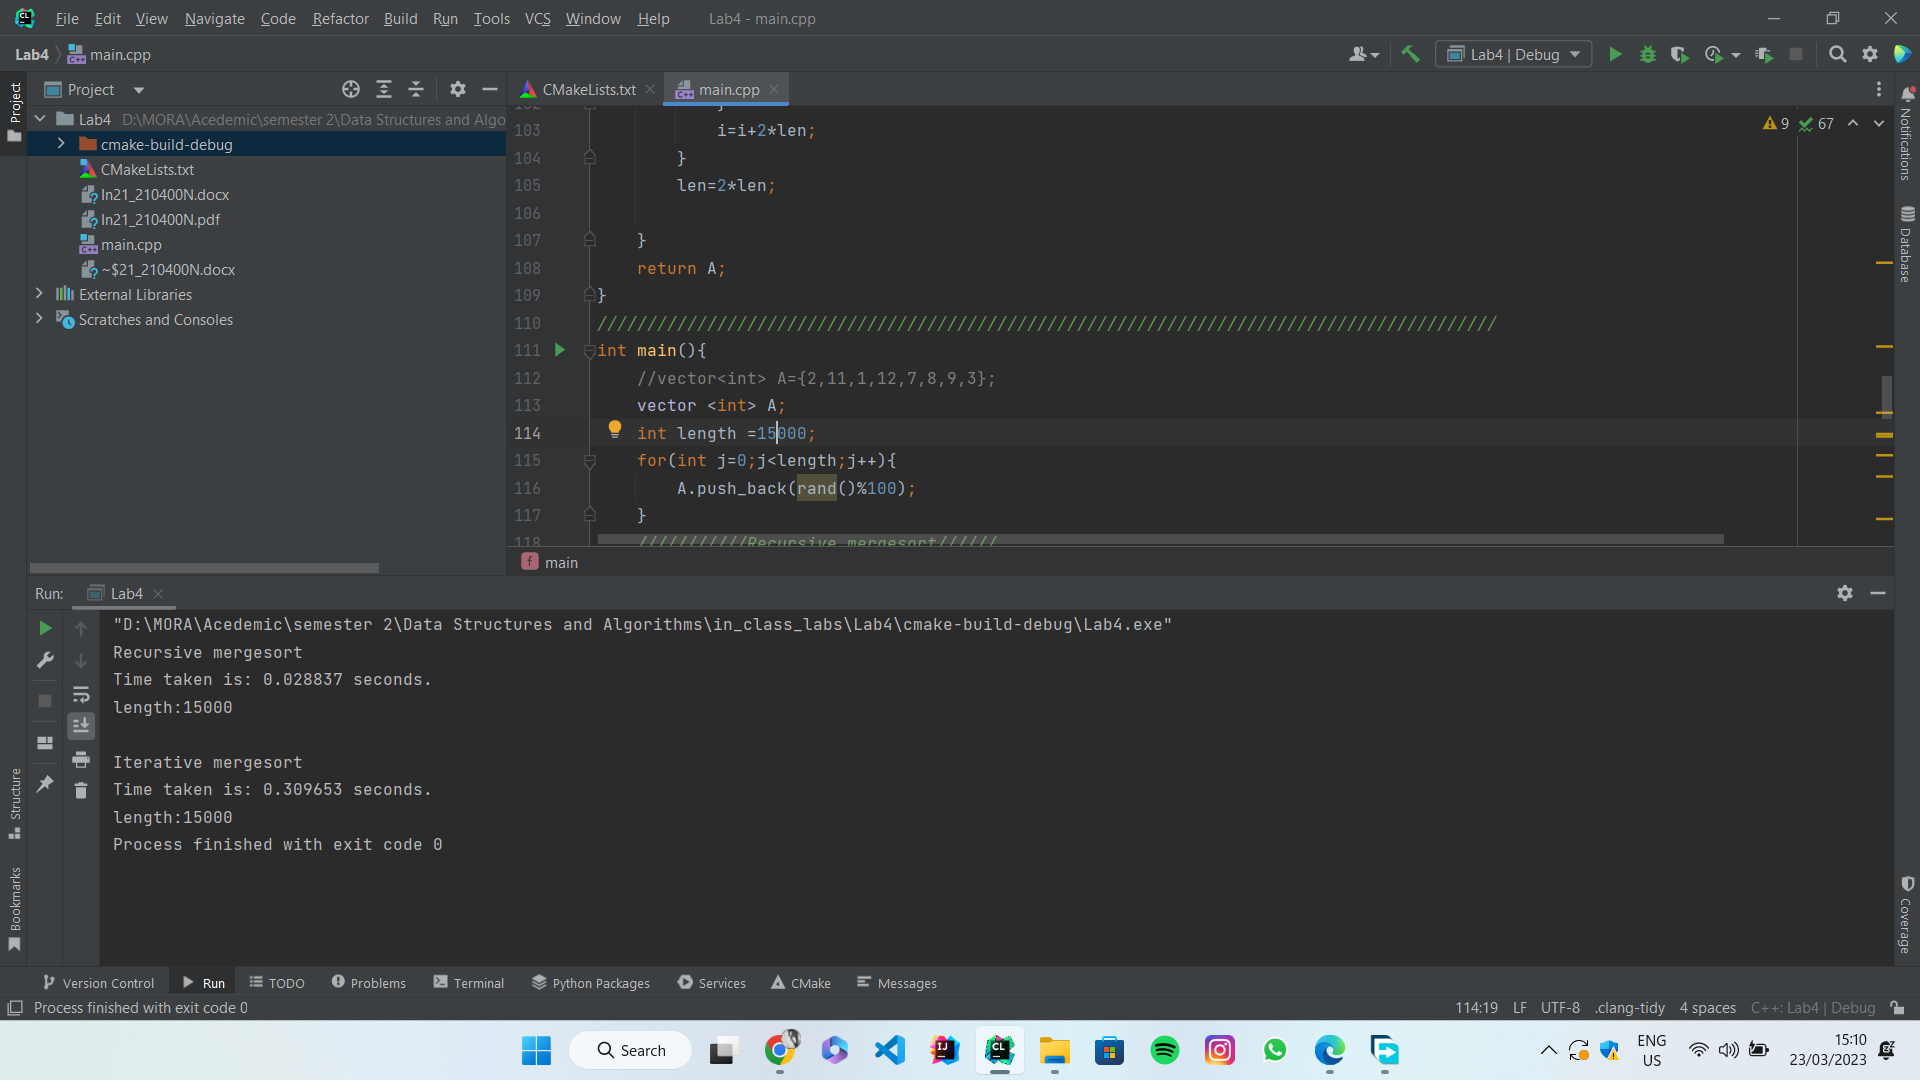 File Edit View Navigate Code Refactor Build Run Tools VCS Window Help Lab4 - main.cpp
Lab4 main.cpp
Lab4 | Debug
Project
CMakeLists.txt
main.cpp
Lab4 D:\MORA\Acedemic\semester 2\Data Structures and Algo
cmake-build-debug
CMakeLists.txt
In21_210400N.docx
In21_210400N.pdf
main.cpp
~$21_210400N.docx
External Libraries
Scratches and Consoles
Project
Structure
Bookmarks
Notifications
Database
Coverage
9 67
102 }
103 i=i+2*len;
104 }
105 len=2*len;
106
107 }
108 return A;
109 }
110 //////////////////////////////////////////////////////////////////////////////////////////
111 int main(){
112 //vector<int> A={2,11,1,12,7,8,9,3};
113 vector <int> A;
114 int length =15000;
115 for(int j=0;j<length;j++){
116 A.push_back(rand()%100);
117 }
118 ///////////Recursive mergesort//////
f main
Run: Lab4
"D:\MORA\Acedemic\semester 2\Data Structures and Algorithms\in_class_labs\Lab4\cmake-build-debug\Lab4.exe"
Recursive mergesort
Time taken is: 0.028837 seconds.
length:15000
Iterative mergesort
Time taken is: 0.309653 seconds.
length:15000
Process finished with exit code 0
Version Control Run TODO Problems Terminal Python Packages Services CMake Messages
Process finished with exit code 0
114:19 LF UTF-8 .clang-tidy 4 spaces C++: Lab4 | Debug
Search
ENG
US
15:10
23/03/2023